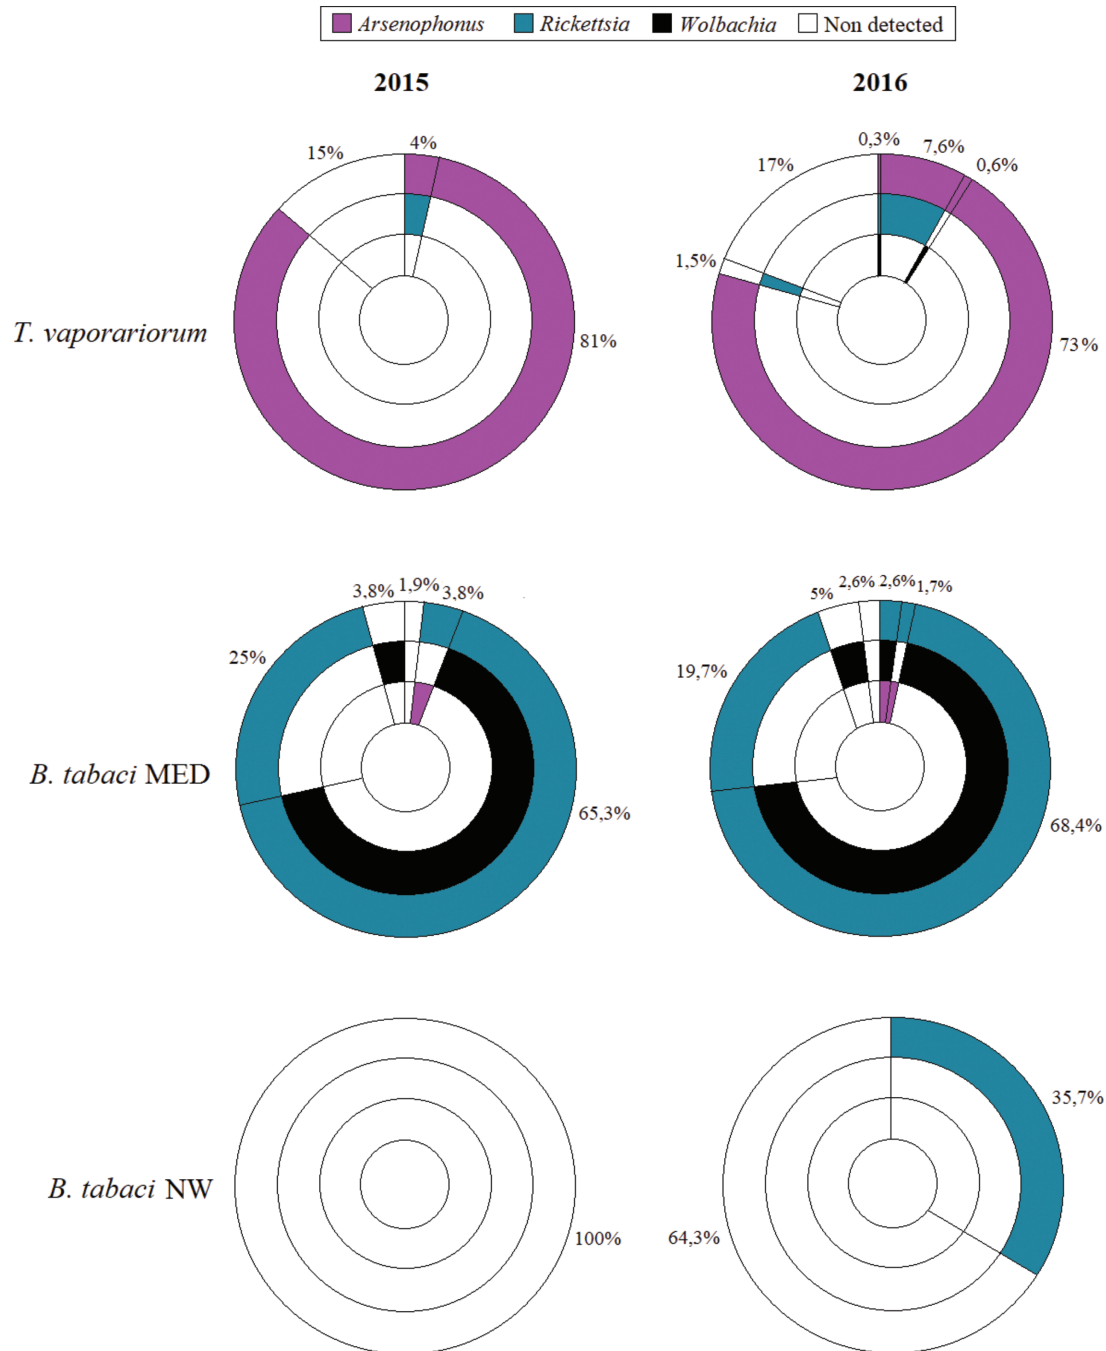 Arsenophonus Rickettsia Wolbachia Non detected
2015 2016
T. vaporariorum
15% 4% 81%
17% 0,3% 7,6% 0,6% 1,5% 73%
B. tabaci MED
3,8% 1,9% 3,8% 25% 65,3%
5% 2,6% 2,6% 1,7% 19,7% 68,4%
B. tabaci NW
100%
35,7% 64,3%